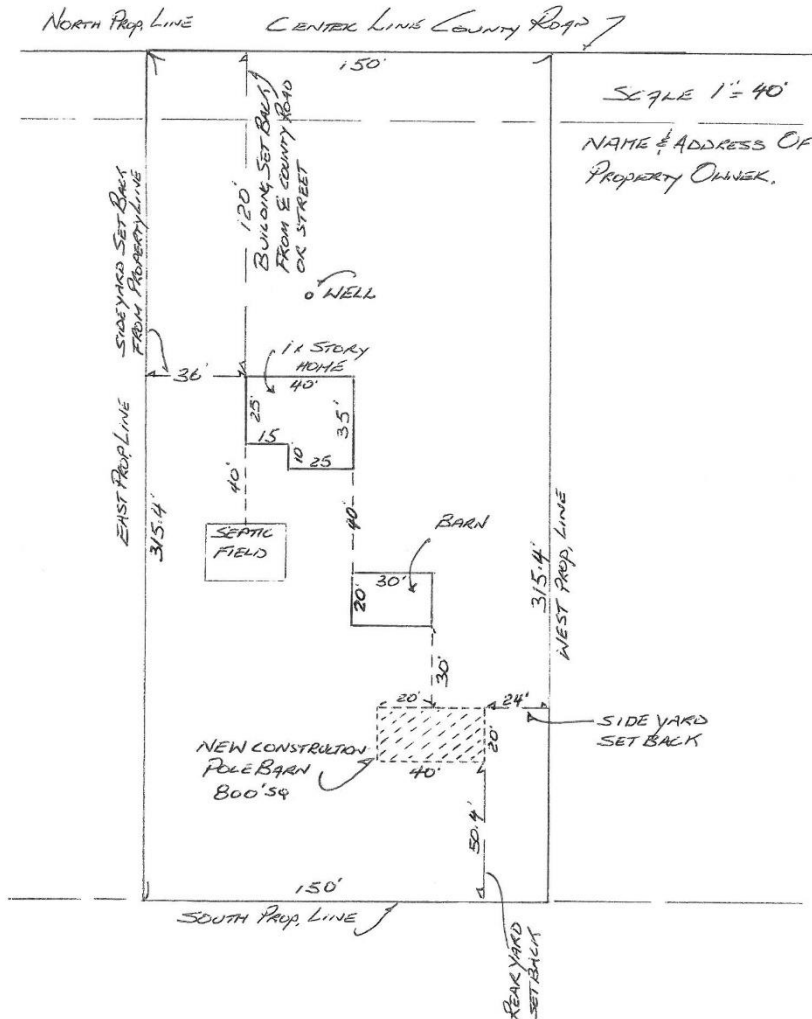 NORTH PROP. LINE
CENTER LINE COUNTY ROAD
150'
SCALE 1" = 40'
NAME & ADDRESS OF
PROPERTY OWNER.
SIDEYARD SET BACK
FROM PROPERTY LINE
120'
BUILDING SET BACK
FROM ℄ COUNTY ROAD
OR STREET
WELL
36'
STORY
HOME
40'
25'
35'
15
10'
25
EAST PROP. LINE
315.4'
40'
40'
SEPTIC
FIELD
BARN
30'
20'
315.4'
WEST PROP. LINE
30'
20'
24'
SIDE YARD
SET BACK
20'
NEW CONSTRUCTION
POLE BARN
800'SQ
40'
50.4'
150'
SOUTH PROP. LINE
REAR YARD
SET BACK